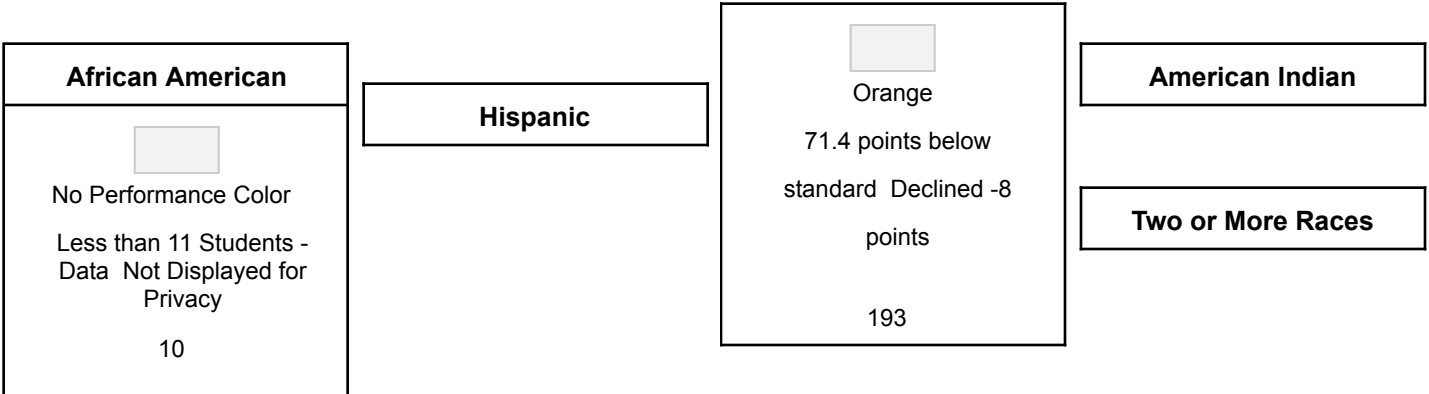 African American
No Performance Color
Less than 11 Students -
Data Not Displayed for
Privacy
10
Hispanic
Orange
71.4 points below
standard Declined -8
points
193
American Indian
Two or More Races